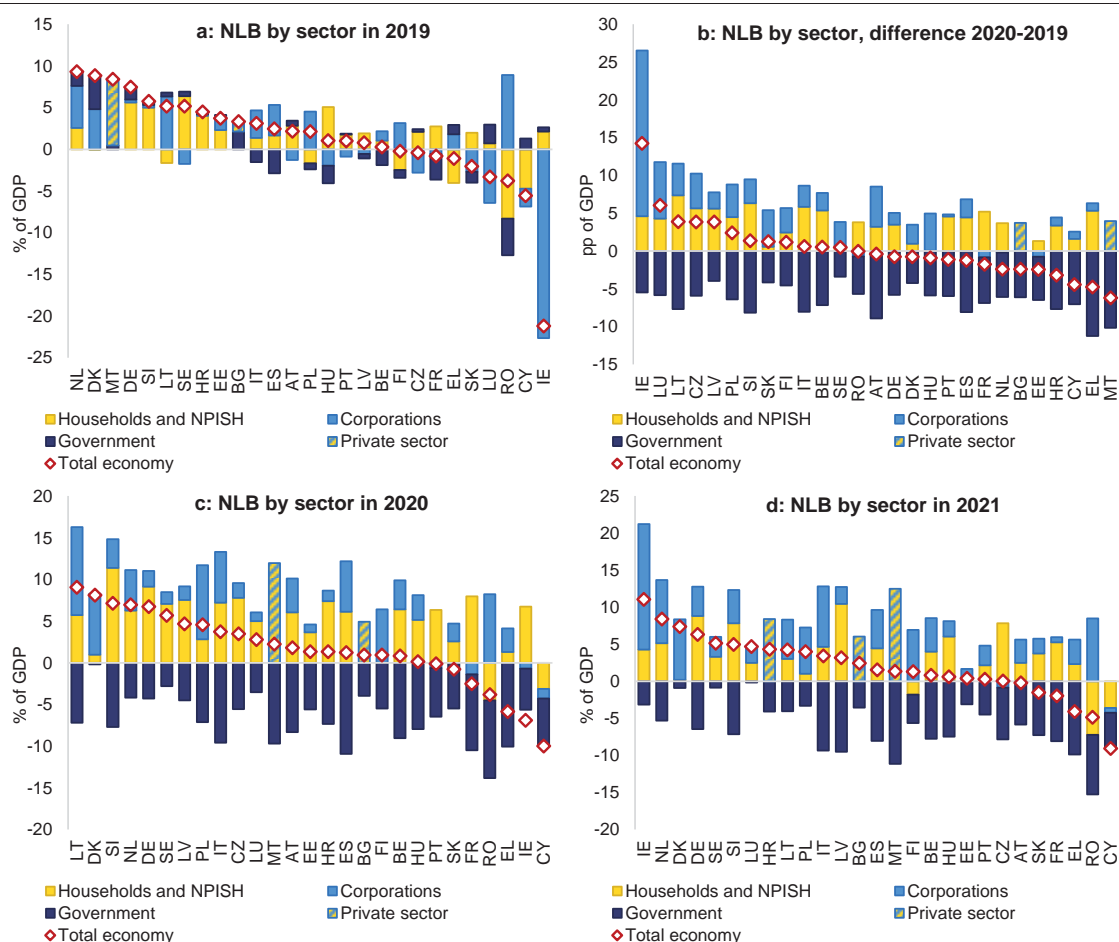 a: NLB by sector in 2019
15
10
5
0
-5
-10
-15
-20
-25
% of GDP
NL DK MT DE SI LT SE HR EE BG IT ES AT PL HU PT LV BE FI CZ FR EL SK LU RO CY IE
Households and NPISH Corporations
Government Private sector
Total economy
b: NLB by sector, difference 2020-2019
30
25
20
15
10
5
0
-5
-10
-15
pp of GDP
IE LU LT CZ LV PL SI SK FI IT BE SE RO AT DE DK HU PT ES FR NL BG EE HR CY EL MT
Households and NPISH Corporations
Government Private sector
Total economy
c: NLB by sector in 2020
20
15
10
5
0
-5
-10
-15
-20
% of GDP
LT DK SI NL DE SE LV PL IT CZ LU MT AT EE HR ES BG FI BE HU PT SK FR RO EL IE CY
Households and NPISH Corporations
Government Private sector
Total economy
d: NLB by sector in 2021
25
20
15
10
5
0
-5
-10
-15
-20
% of GDP
IE NL DK DE SE SI LU HR LT PL IT LV BG ES MT FI BE HU EE PT CZ AT SK FR EL RO CY
Households and NPISH Corporations
Government Private sector
Total economy